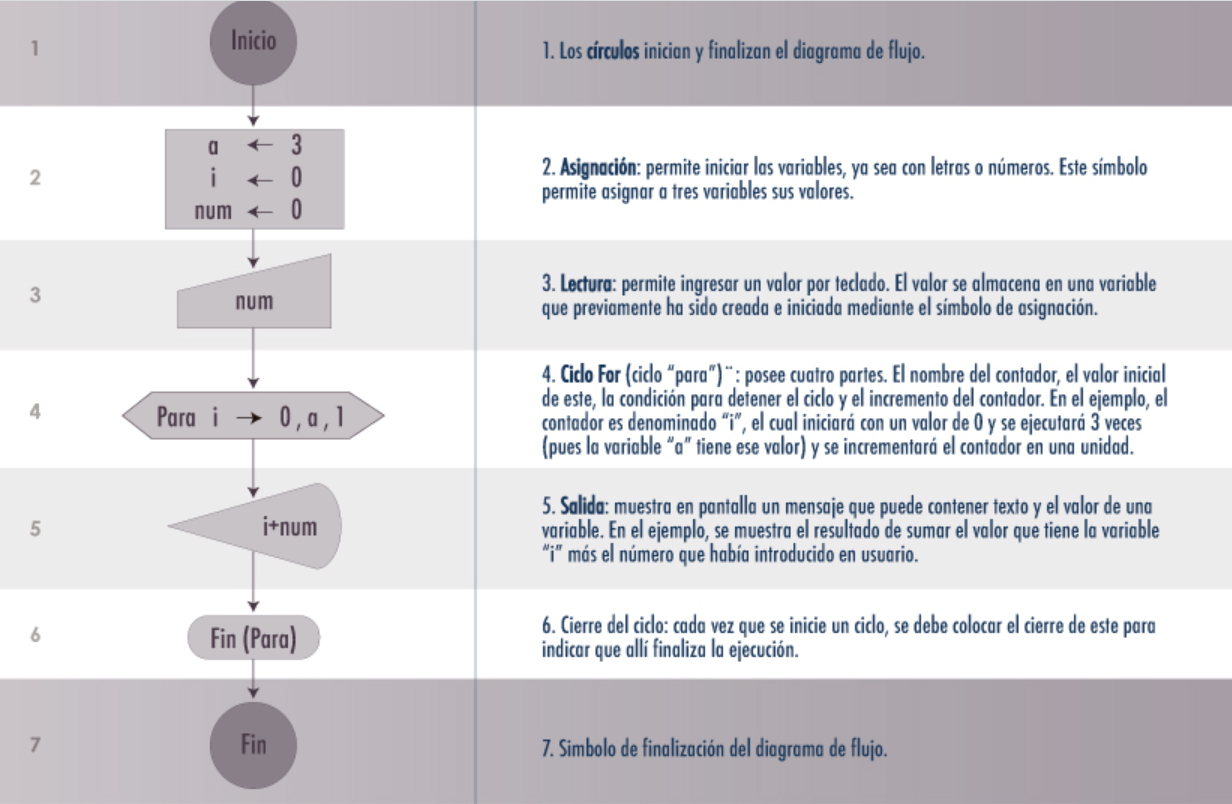 1
Inicio
1. Los círculos inician y finalizan el diagrama de flujo.
2
a ← 3
i ← 0
num ← 0
2. Asignación: permite iniciar las variables, ya sea con letras o números. Este símbolo
permite asignar a tres variables sus valores.
3
num
3. Lectura: permite ingresar un valor por teclado. El valor se almacena en una variable
que previamente ha sido creada e iniciada mediante el símbolo de asignación.
4
Para i → 0 , a , 1
4. Ciclo For (ciclo “para”)¨ : posee cuatro partes. El nombre del contador, el valor inicial
de este, la condición para detener el ciclo y el incremento del contador. En el ejemplo, el
contador es denominado “i”, el cual iniciará con un valor de 0 y se ejecutará 3 veces
(pues la variable “a” tiene ese valor) y se incrementará el contador en una unidad.
5
i+num
5. Salida: muestra en pantalla un mensaje que puede contener texto y el valor de una
variable. En el ejemplo, se muestra el resultado de sumar el valor que tiene la variable
“i” más el número que había introducido en usuario.
6
Fin (Para)
6. Cierre del ciclo: cada vez que se inicie un ciclo, se debe colocar el cierre de este para
indicar que allí finaliza la ejecución.
7
Fin
7. Simbolo de finalización del diagrama de flujo.